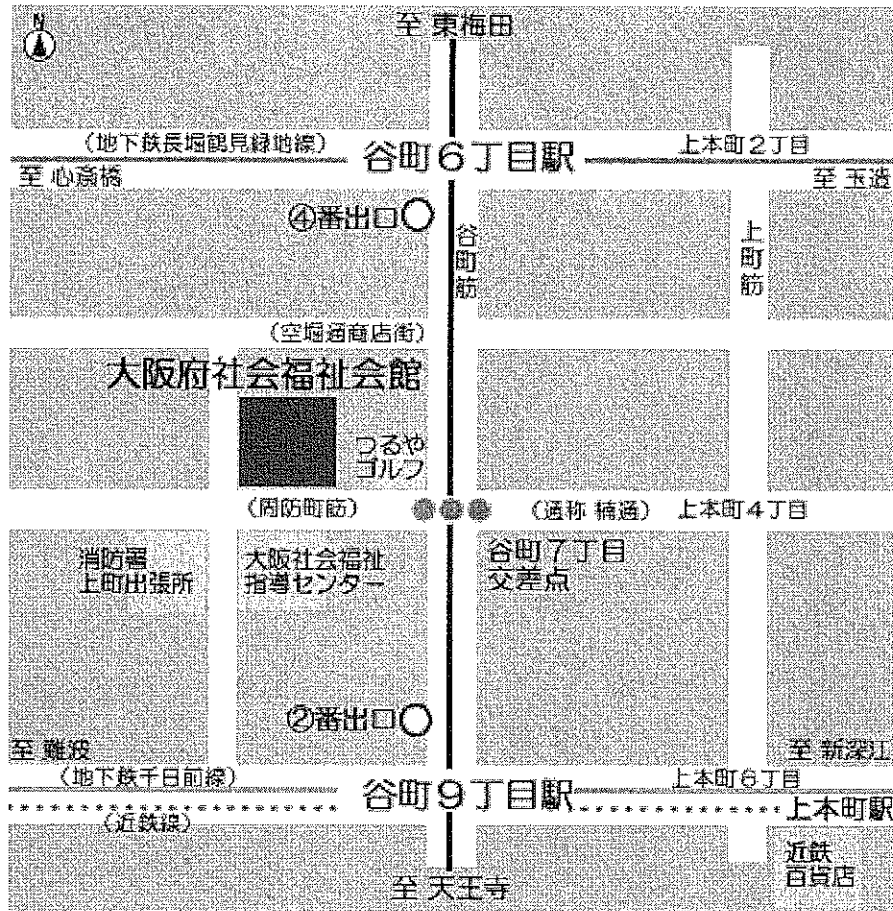 N
至 東梅田
(地下鉄長堀鶴見緑地線)
谷町6丁目駅
上本町2丁目
至 心斎橋
至 玉造
④番出口
谷町筋
上町筋
(空堀通商店街)
大阪府社会福祉会館
つるや
ゴルフ
(周防町筋)
(通称 楠通)
上本町4丁目
消防署
上町出張所
大阪社会福祉
指導センター
谷町7丁目
交差点
②番出口
至 難波
至 新深江
(地下鉄千日前線)
谷町9丁目駅
上本町6丁目
(近鉄線)
上本町駅
近鉄
百貨店
至 天王寺